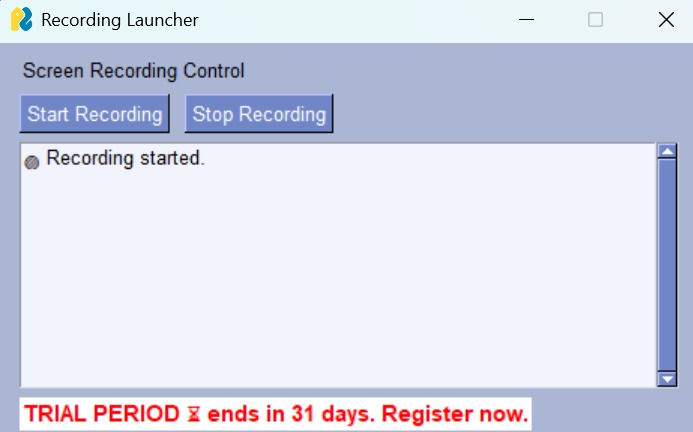 Recording Launcher
Screen Recording Control
Start Recording Stop Recording
Recording started.
TRIAL PERIOD ⏳ ends in 31 days. Register now.